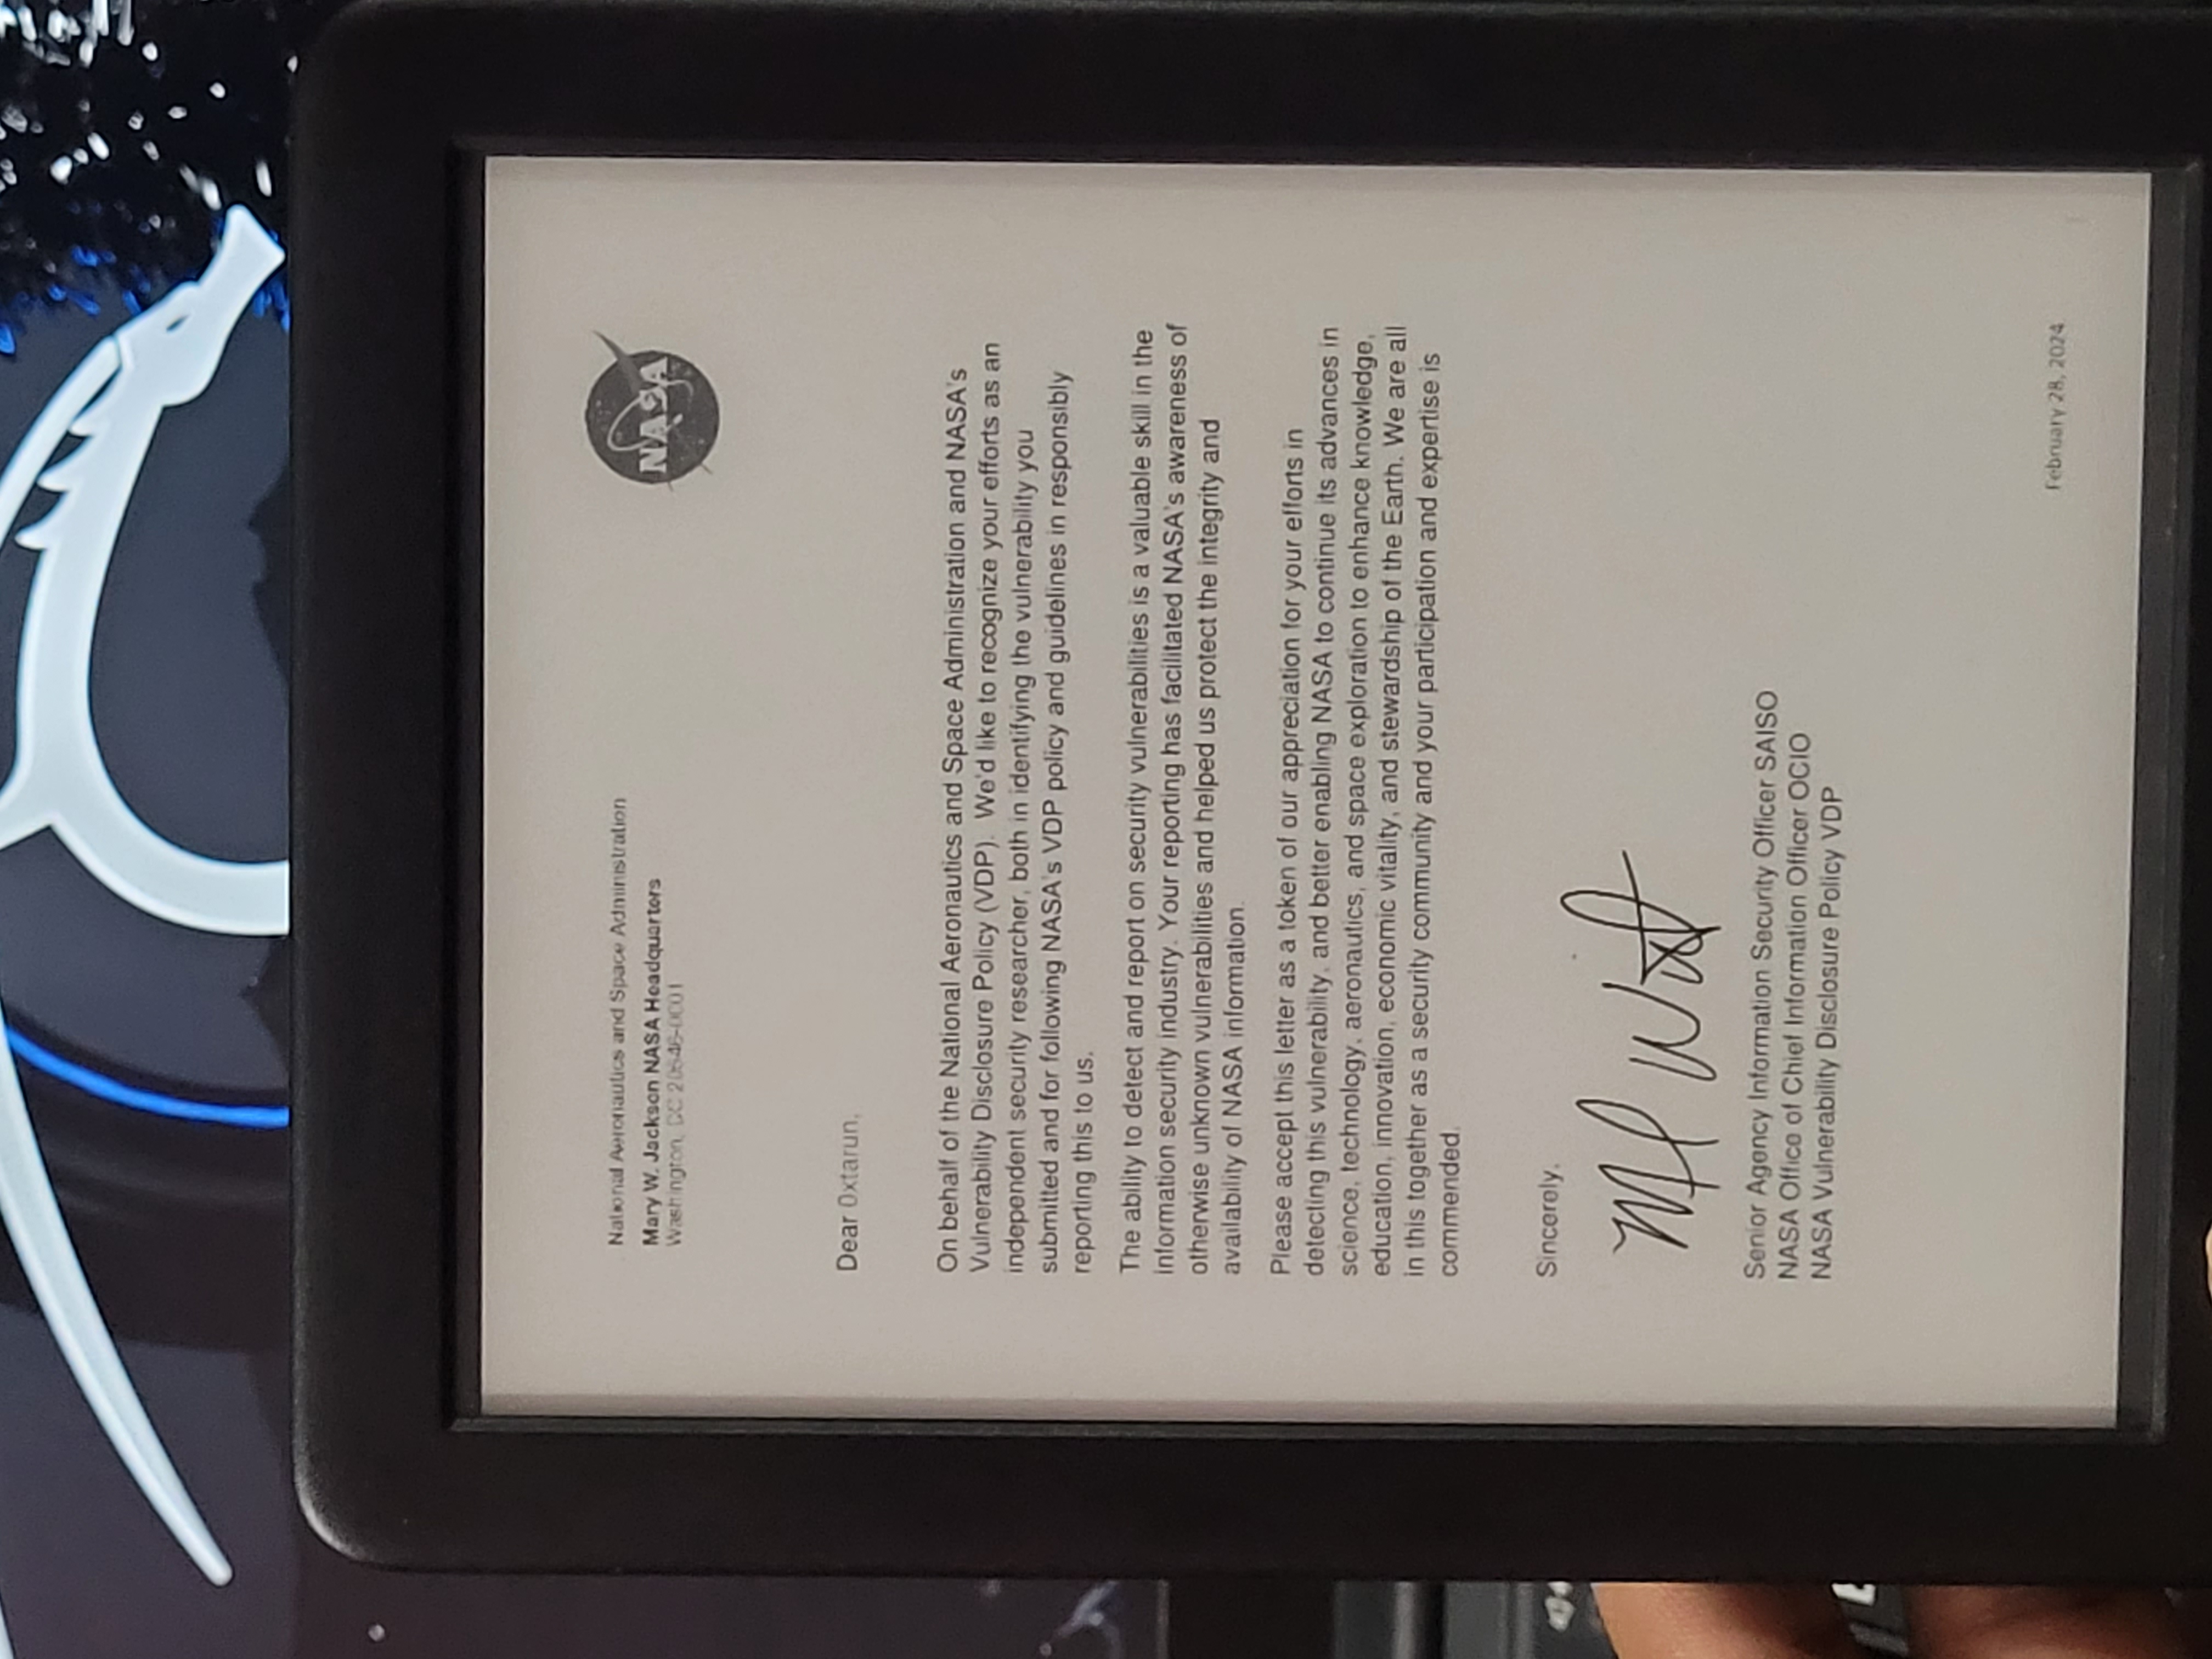 National Aeronautics and Space Administration
Mary W. Jackson NASA Headquarters
Washington, DC 20546-0001
NASA
Dear 0xtarun,
On behalf of the National Aeronautics and Space Administration and NASA's
Vulnerability Disclosure Policy (VDP).  We'd like to recognize your efforts as an
independent security researcher, both in identifying the vulnerability you
submitted and for following NASA's VDP policy and guidelines in responsibly
reporting this to us.
The ability to detect and report on security vulnerabilities is a valuable skill in the
information security industry. Your reporting has facilitated NASA's awareness of
otherwise unknown vulnerabilities and helped us protect the integrity and
availability of NASA information.
Please accept this letter as a token of our appreciation for your efforts in
detecting this vulnerability, and better enabling NASA to continue its advances in
science, technology, aeronautics, and space exploration to enhance knowledge,
education, innovation, economic vitality, and stewardship of the Earth. We are all
in this together as a security community and your participation and expertise is
commended.
Sincerely,
Senior Agency Information Security Officer SAISO
NASA Office of Chief Information Officer OCIO
NASA Vulnerability Disclosure Policy VDP
February 28, 2024